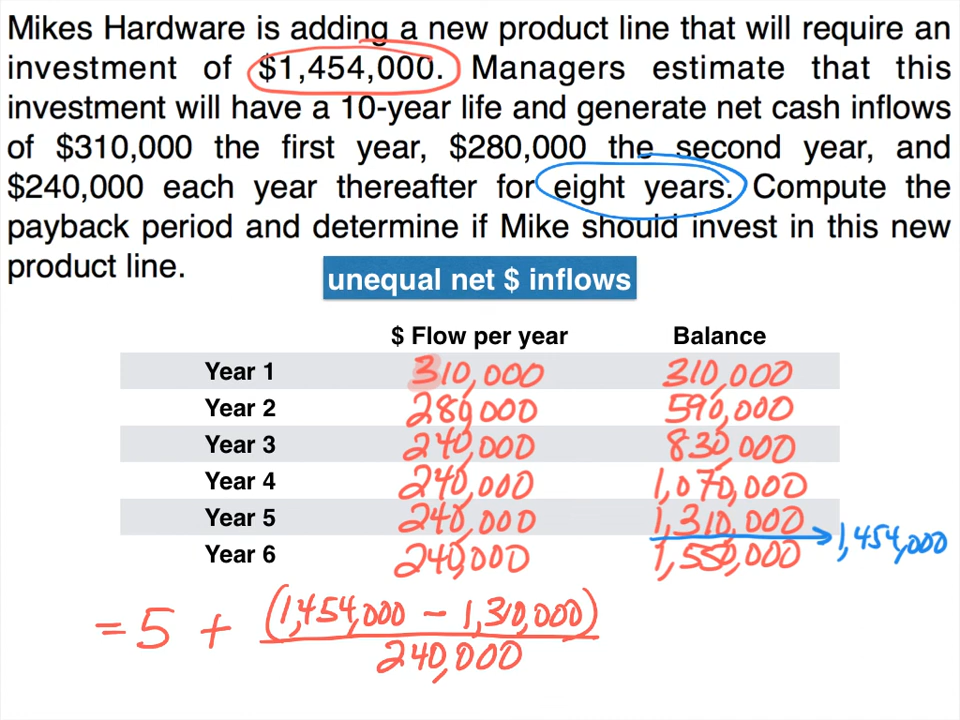 Mikes Hardware is adding a new product line that will require an
investment of $1,454,000. Managers estimate that this
investment will have a 10-year life and generate net cash inflows
of $310,000 the first year, $280,000 the second year, and
$240,000 each year thereafter for eight years. Compute the
payback period and determine if Mike should invest in this new
product line.
unequal net $ inflows
$ Flow per year Balance
Year 1 310,000 310,000
Year 2 280,000 590,000
Year 3 240,000 830,000
Year 4 240,000 1,070,000
Year 5 240,000 1,310,000
1,454,000
Year 6 240,000 1,550,000
= 5 + (1,454,000 - 1,310,000)
240,000